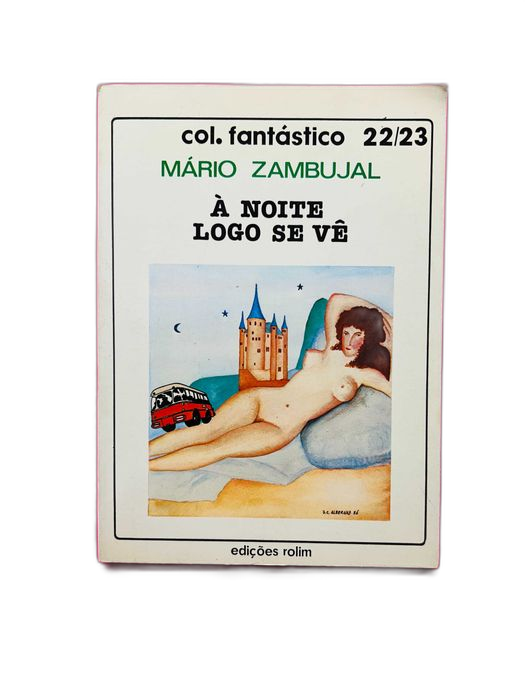 col. fantástico 22/23
MÁRIO ZAMBUJAL
À NOITE
LOGO SE VÊ
edições rolim